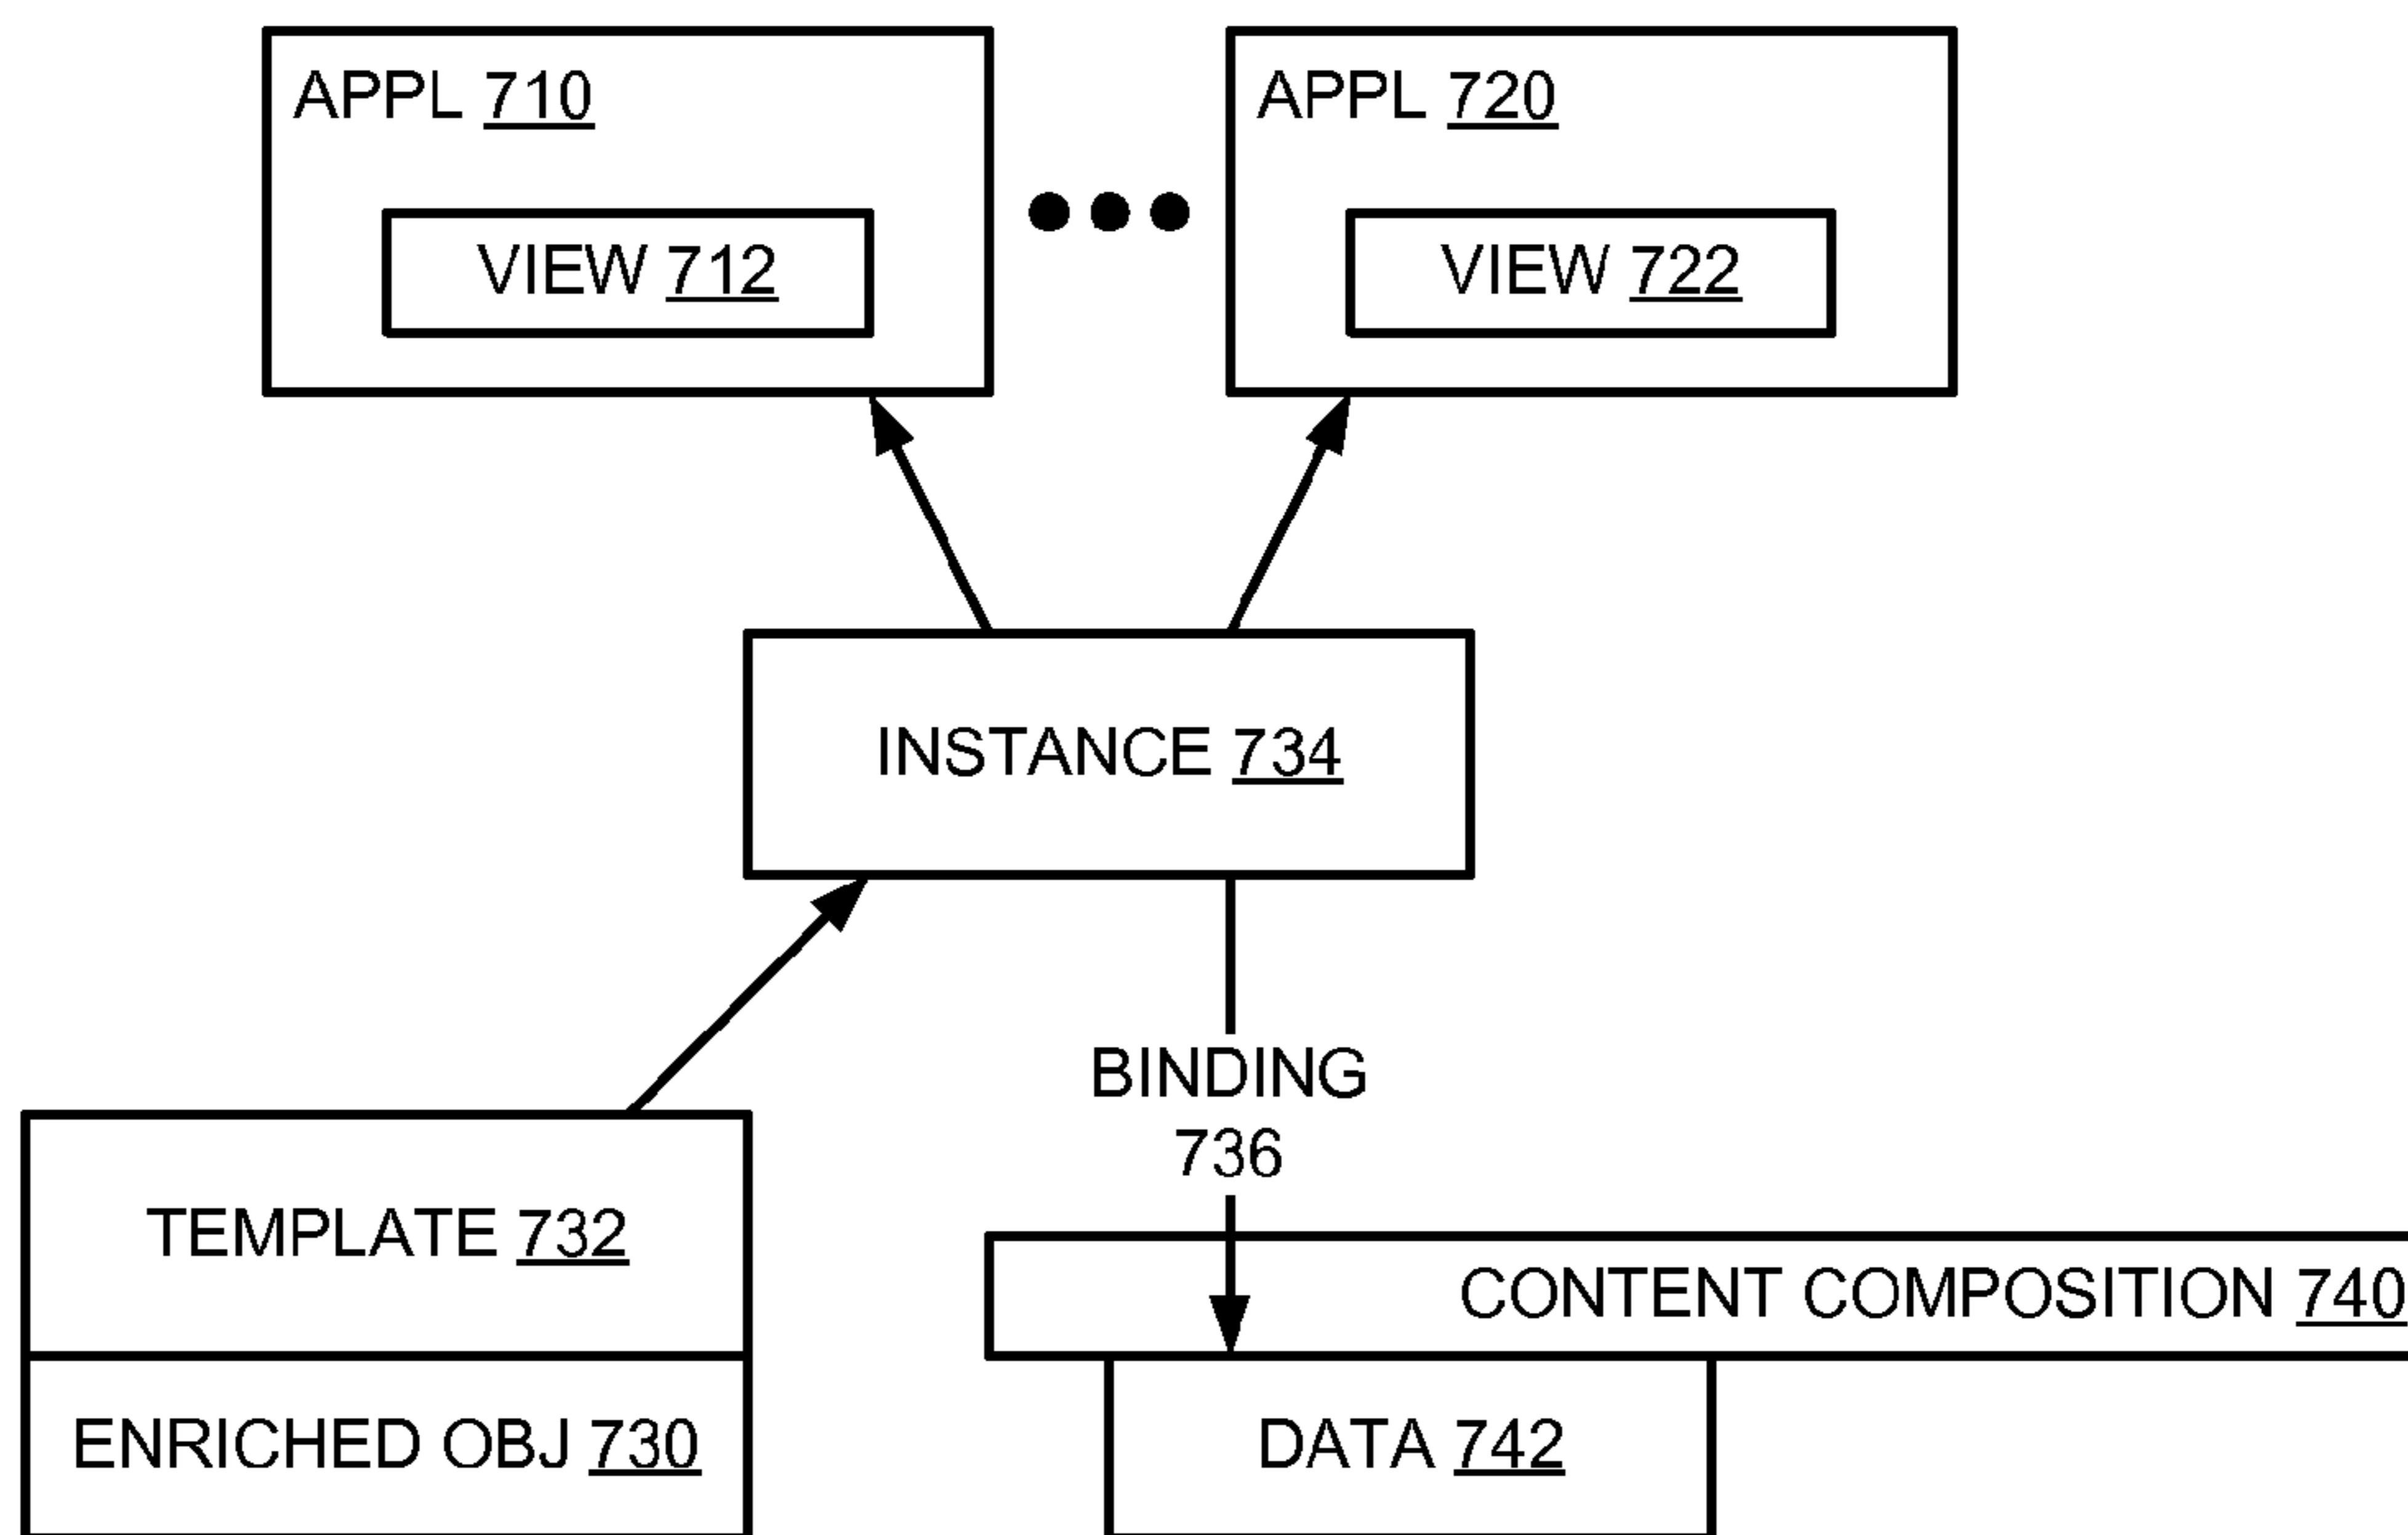 APPL 710
VIEW 712
APPL 720
VIEW 722
INSTANCE 734
BINDING
736
TEMPLATE 732
CONTENT COMPOSITION 740
ENRICHED OBJ 730
DATA 742